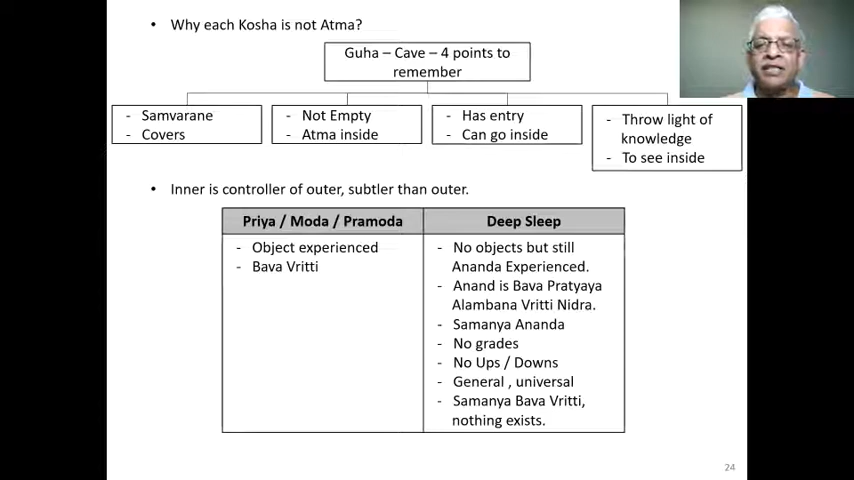 • Why each Kosha is not Atma?
Guha – Cave – 4 points to
remember
- Samvarane
- Covers
- Not Empty
- Atma inside
- Has entry
- Can go inside
- Throw light of
knowledge
- To see inside
• Inner is controller of outer, subtler than outer.
Priya / Moda / Pramoda
- Object experienced
- Bava Vritti
Deep Sleep
- No objects but still
Ananda Experienced.
- Anand is Bava Pratyaya
Alambana Vritti Nidra.
- Samanya Ananda
- No grades
- No Ups / Downs
- General , universal
- Samanya Bava Vritti,
nothing exists.
24